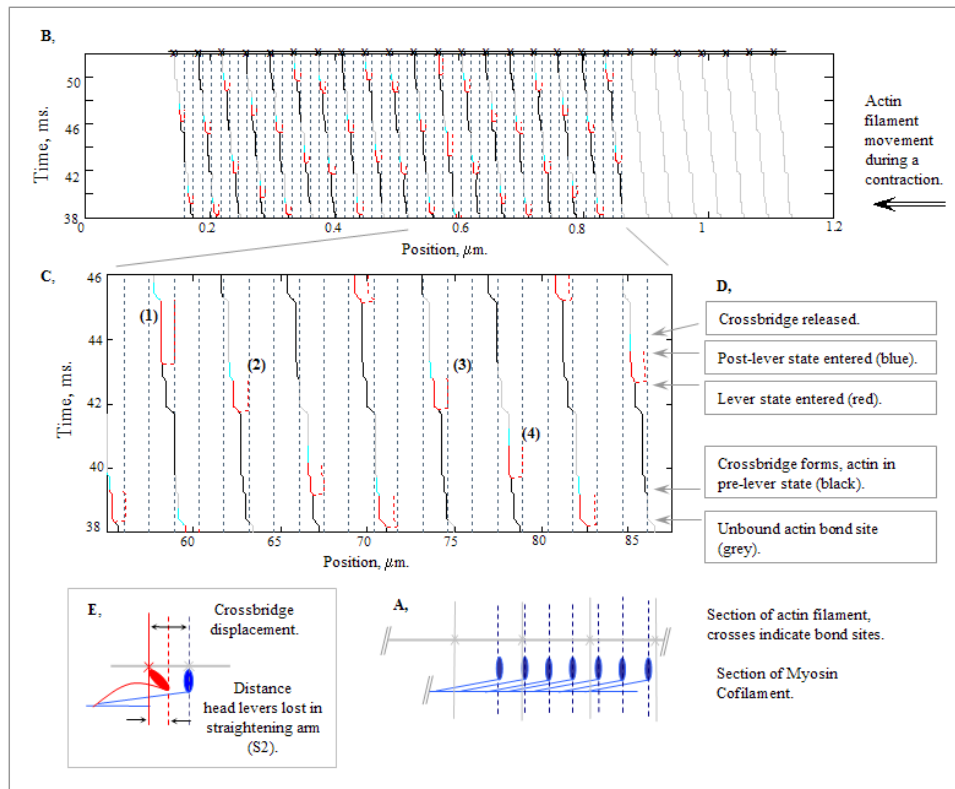 B,
Time, ms.
50
46
42
38
0
0.2
0.4
0.6
0.8
1
1.2
Position, μm.
Actin
filament
movement
during a
contraction.
C,
Time, ms.
46
44
42
40
38
(1)
(2)
(3)
(4)
60
65
70
75
80
85
Position, μm.
D,
Crossbridge released.
Post-lever state entered (blue).
Lever state entered (red).
Crossbridge forms, actin in
pre-lever state (black).
Unbound actin bond site
(grey).
E,
Crossbridge
displacement.
Distance
head levers lost in
straightening arm
(S2).
A,
Section of actin filament,
crosses indicate bond sites.
Section of Myosin
Cofilament.